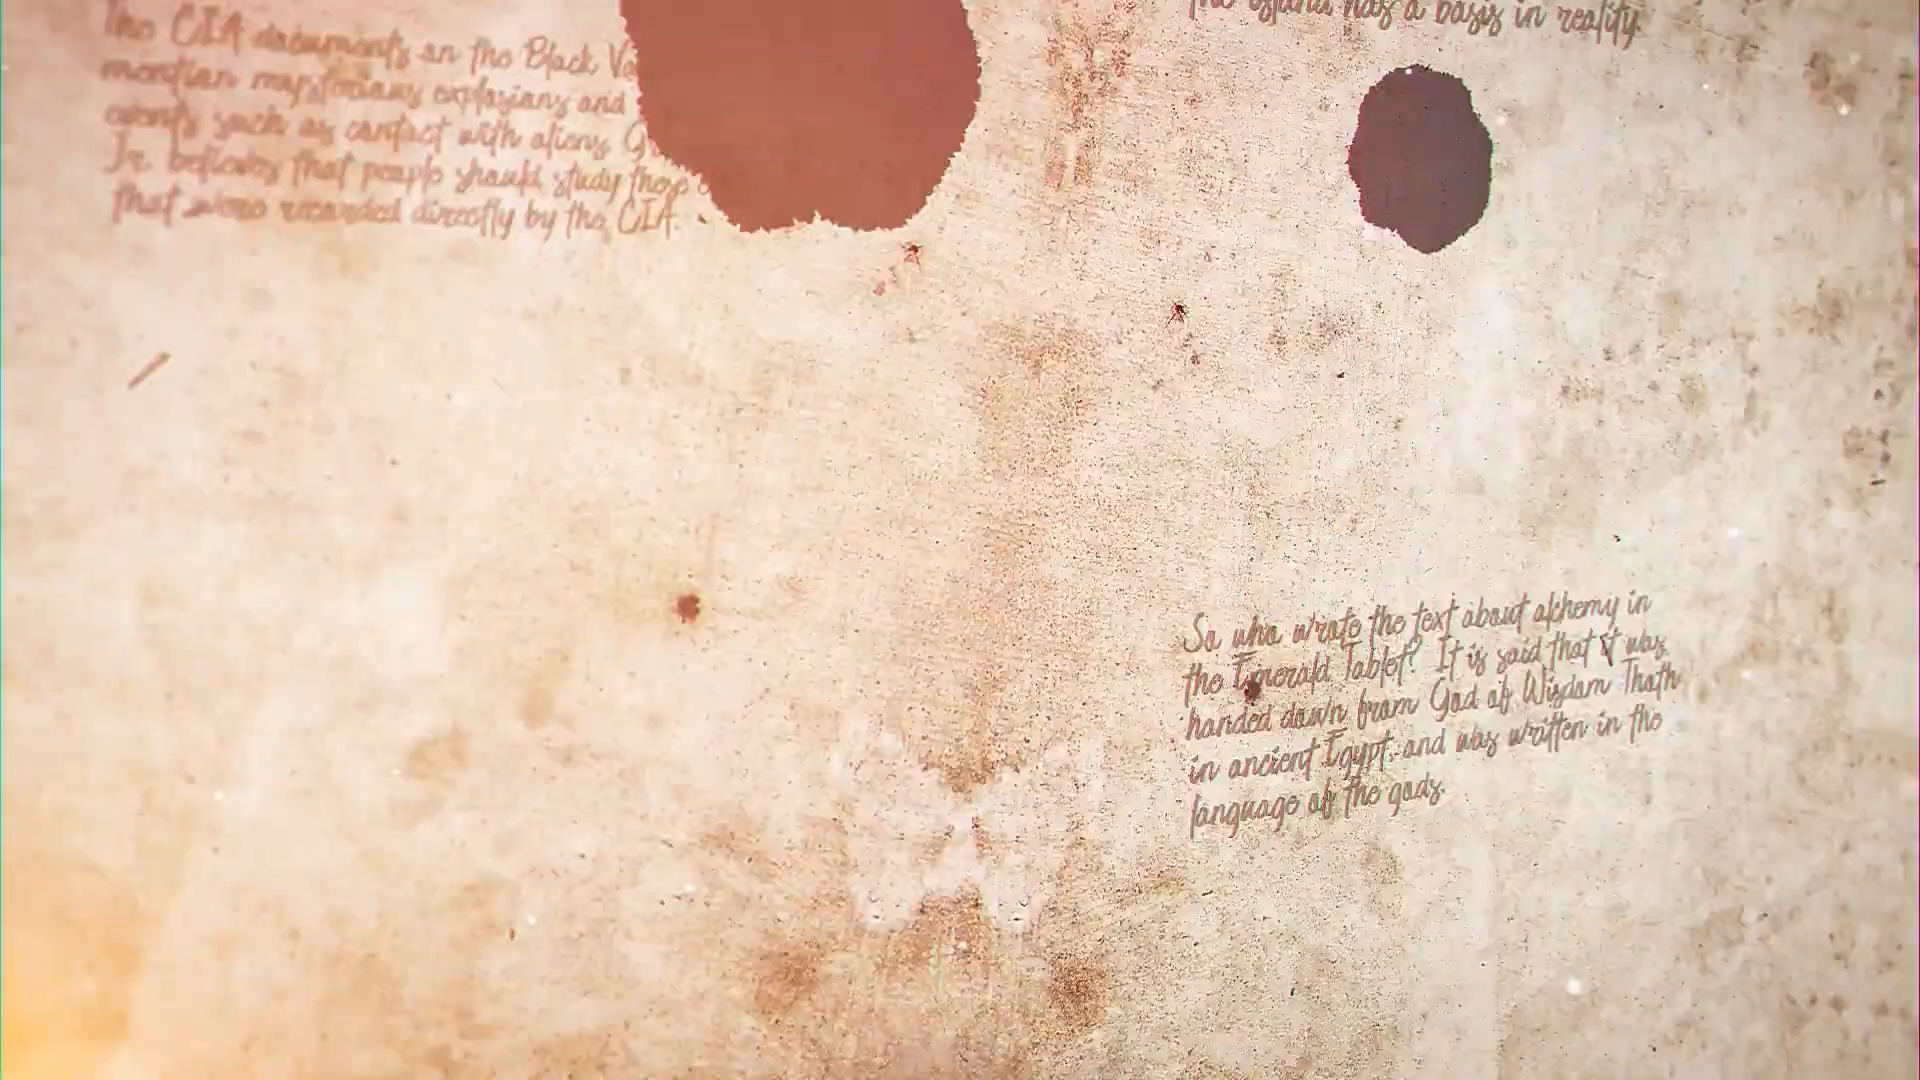 The CIA documents on the Black
mention mysterious explosions and
events such as contact with aliens.
Jr. believes that people should study these
that were recorded directly by the CIA.
The island has a basis in reality.
So who wrote the text about alchemy in
the Emerald Tablet? It is said that it was
handed down from God of Wisdom Thoth
in ancient Egypt, and was written in the
language of the gods.